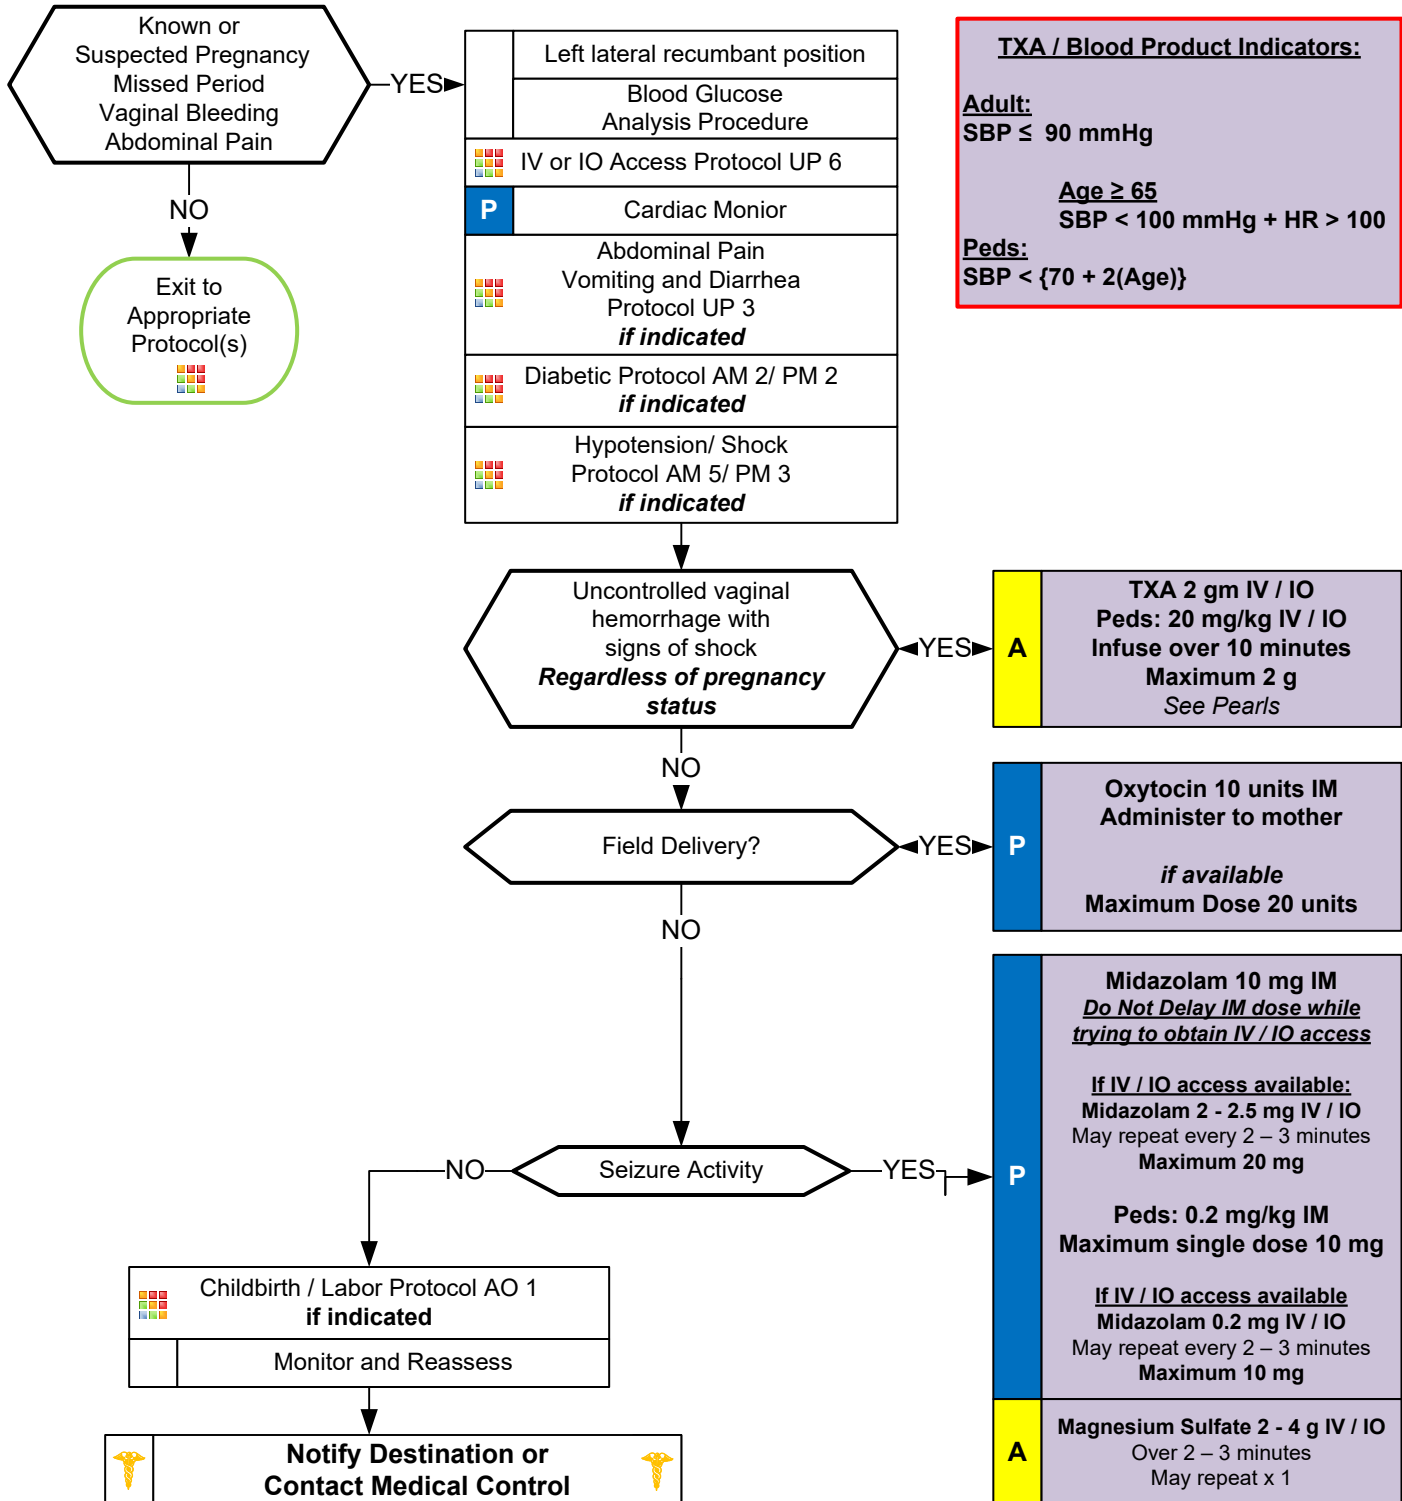 Known or
Suspected Pregnancy
Missed Period
Vaginal Bleeding
Abdominal Pain
YES
NO
Exit to
Appropriate
Protocol(s)
Left lateral recumbant position
Blood Glucose
Analysis Procedure
IV or IO Access Protocol UP 6
P
Cardiac Monior
Abdominal Pain
Vomiting and Diarrhea
Protocol UP 3
if indicated
Diabetic Protocol AM 2/ PM 2
if indicated
Hypotension/ Shock
Protocol AM 5/ PM 3
if indicated
TXA / Blood Product Indicators:
Adult:
SBP ≤ 90 mmHg
Age ≥ 65
SBP < 100 mmHg + HR > 100
Peds:
SBP < {70 + 2(Age)}
Uncontrolled vaginal
hemorrhage with
signs of shock
Regardless of pregnancy
status
YES
A
TXA 2 gm IV / IO
Peds: 20 mg/kg IV / IO
Infuse over 10 minutes
Maximum 2 g
See Pearls
NO
Field Delivery?
YES
P
Oxytocin 10 units IM
Administer to mother
if available
Maximum Dose 20 units
NO
Seizure Activity
YES
P
Midazolam 10 mg IM
Do Not Delay IM dose while
trying to obtain IV / IO access
If IV / IO access available:
Midazolam 2 - 2.5 mg IV / IO
May repeat every 2 – 3 minutes
Maximum 20 mg
Peds: 0.2 mg/kg IM
Maximum single dose 10 mg
If IV / IO access available
Midazolam 0.2 mg IV / IO
May repeat every 2 – 3 minutes
Maximum 10 mg
A
Magnesium Sulfate 2 - 4 g IV / IO
Over 2 – 3 minutes
May repeat x 1
NO
Childbirth / Labor Protocol AO 1
if indicated
Monitor and Reassess
Notify Destination or
Contact Medical Control